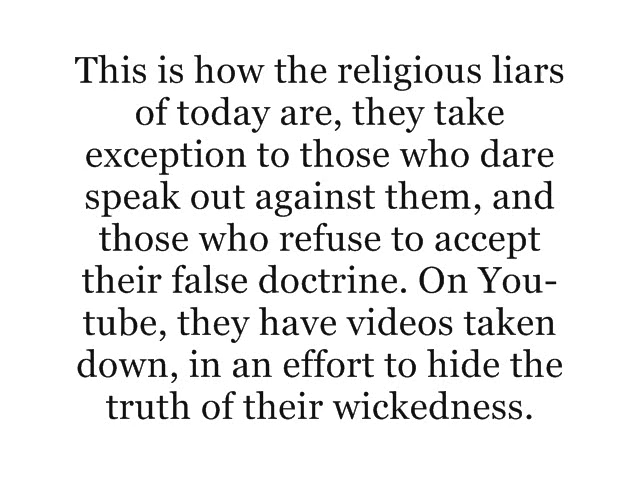 This is how the religious liars
of today are, they take
exception to those who dare
speak out against them, and
those who refuse to accept
their false doctrine. On You-
tube, they have videos taken
down, in an effort to hide the
truth of their wickedness.